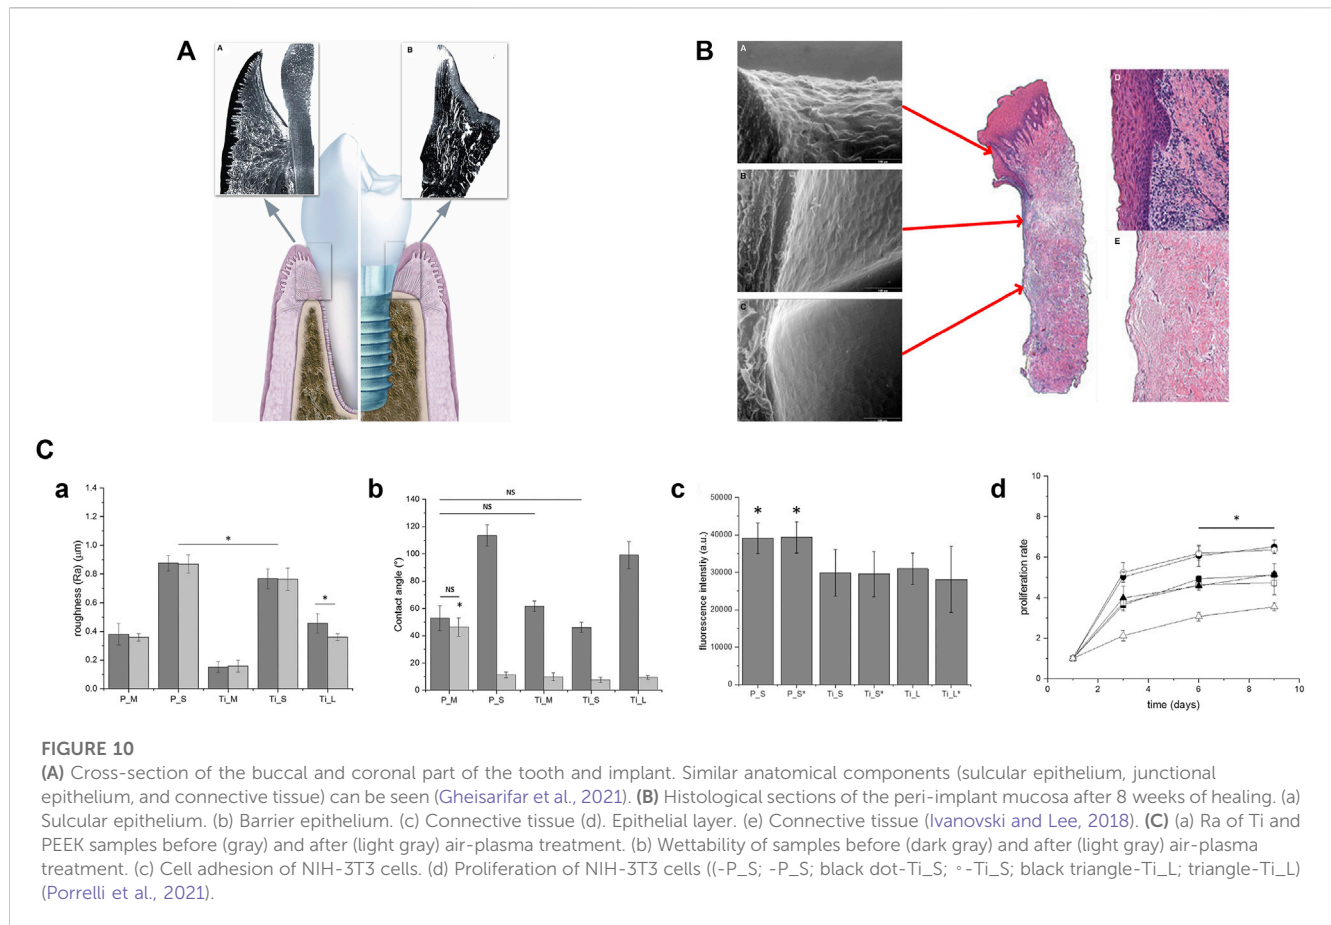 A
A
B
B
A
B
C
D
E
C
a
roughness (Ra) (μm)
1.4
1.2
1.0
0.8
0.6
0.4
0.2
0.0
*
*
P_M
P_S
Ti_M
Ti_S
Ti_L
b
Contact angle (°)
140
120
100
80
60
40
20
0
NS
NS
NS
*
P_M
P_S
Ti_M
Ti_S
Ti_L
c
fluorescence intensity (a.u.)
50000
40000
30000
20000
10000
0
*
*
P_S
P_S*
Ti_S
Ti_S*
Ti_L
Ti_L*
d
proliferation rate
10
8
6
4
2
0
*
0
2
4
6
8
10
time (days)
FIGURE 10
(A) Cross-section of the buccal and coronal part of the tooth and implant. Similar anatomical components (sulcular epithelium, junctional
epithelium, and connective tissue) can be seen (Gheisarifar et al., 2021). (B) Histological sections of the peri-implant mucosa after 8 weeks of healing. (a)
Sulcular epithelium. (b) Barrier epithelium. (c) Connective tissue (d). Epithelial layer. (e) Connective tissue (Ivanovski and Lee, 2018). (C) (a) Ra of Ti and
PEEK samples before (gray) and after (light gray) air-plasma treatment. (b) Wettability of samples before (dark gray) and after (light gray) air-plasma
treatment. (c) Cell adhesion of NIH-3T3 cells. (d) Proliferation of NIH-3T3 cells ((-P_S; -P_S; black dot-Ti_S; ◦-Ti_S; black triangle-Ti_L; triangle-Ti_L)
(Porrelli et al., 2021).